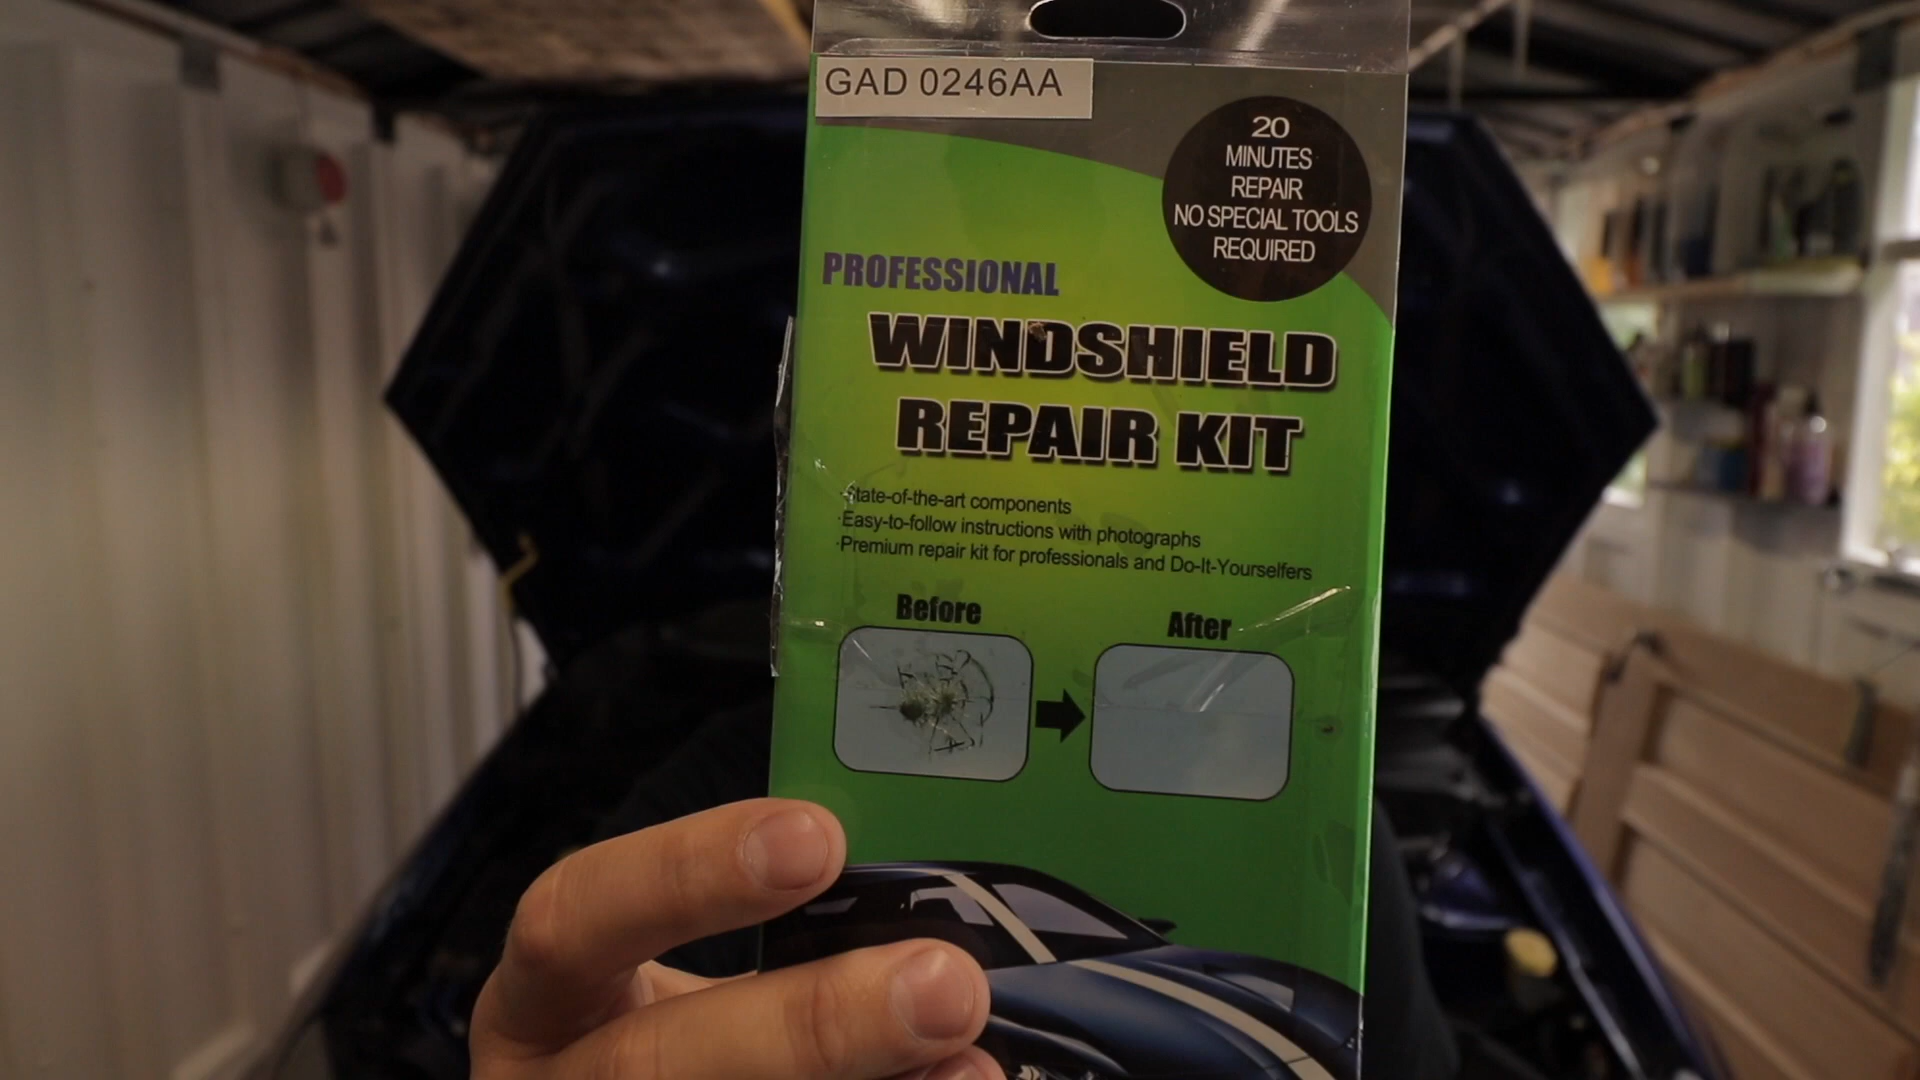 GAD 0246AA
20
MINUTES
REPAIR
NO SPECIAL TOOLS
REQUIRED
PROFESSIONAL
WINDSHIELD
REPAIR KIT
·State-of-the-art components
·Easy-to-follow instructions with photographs
·Premium repair kit for professionals and Do-It-Yourselfers
Before
After